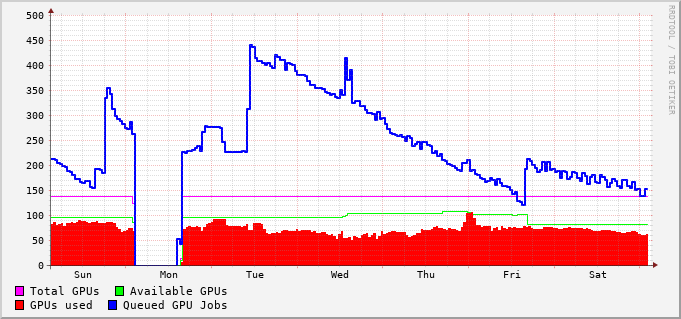 500
450
400
350
300
250
200
150
100
50
0
Sun Mon Tue Wed Thu Fri Sat
Total GPUs Available GPUs
GPUs used Queued GPU Jobs
RRDTOOL / TOBI OETIKER